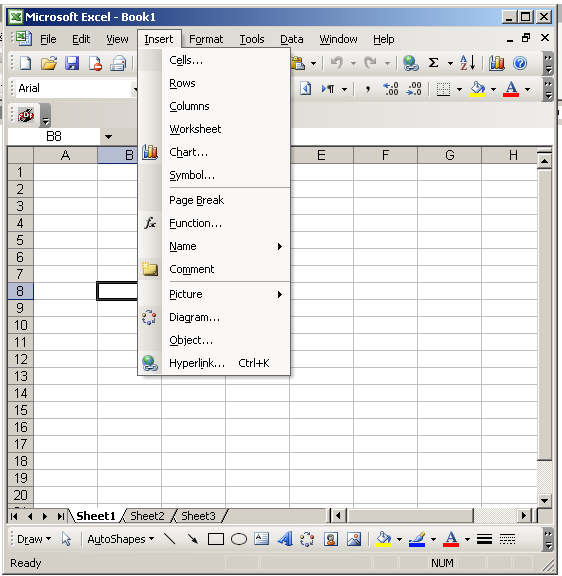 Microsoft Excel - Book1
File Edit View Insert Format Tools Data Window Help
Arial
B8
A B E F G H
1
2
3
4
5
6
7
8
9
10
11
12
13
14
15
16
17
18
19
20
Cells...
Rows
Columns
Worksheet
Chart...
Symbol...
Page Break
Function...
Name
Comment
Picture
Diagram...
Object...
Hyperlink... Ctrl+K
Sheet1 Sheet2 Sheet3
Draw AutoShapes
Ready NUM